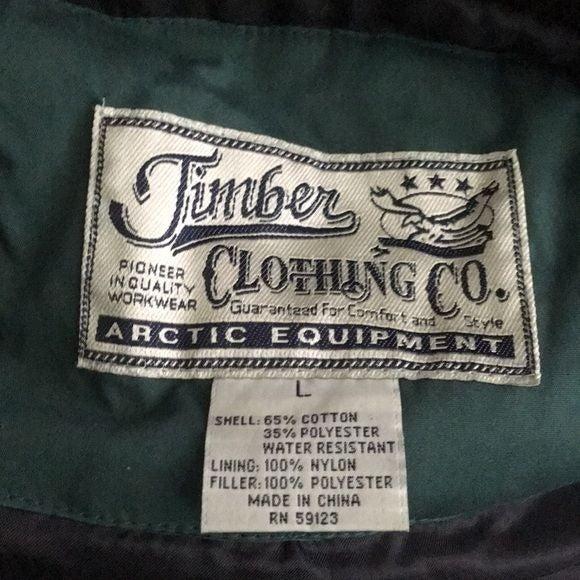 Timber
CLOTHING CO.
PIONEER
IN QUALITY
WORKWEAR
Guaranteed For Comfort and Style
ARCTIC EQUIPMENT
L
SHELL: 65% COTTON
35% POLYESTER
WATER RESISTANT
LINING: 100% NYLON
FILLER: 100% POLYESTER
MADE IN CHINA
RN 59123